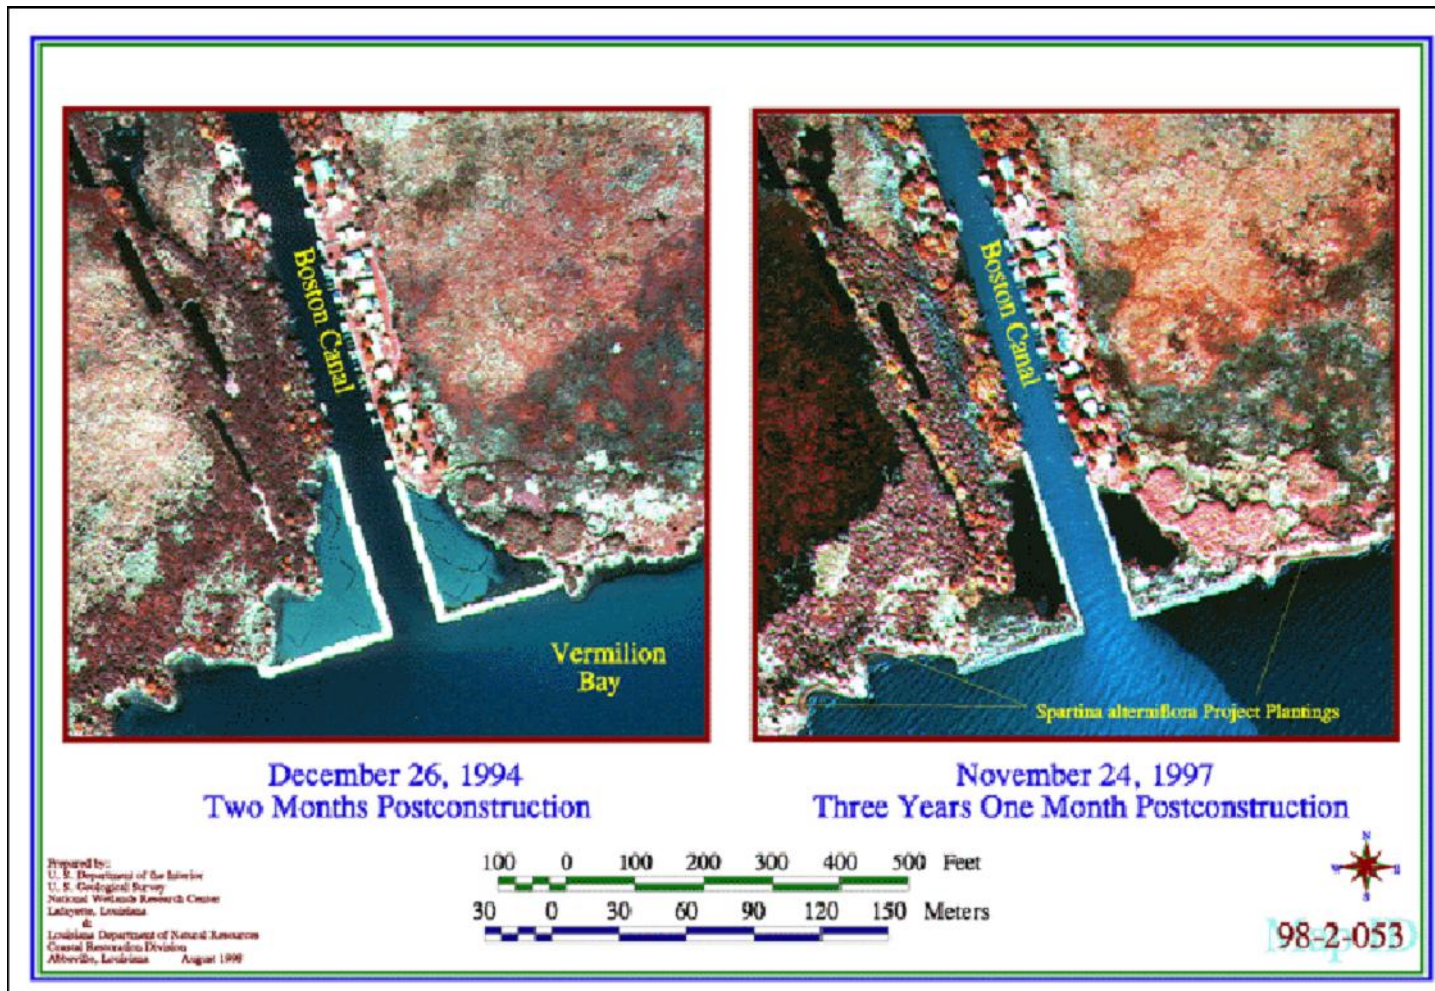 Boston Canal
Vermilion
Bay
Boston Canal
Spartina alterniflora Project Plantings
December 26, 1994
Two Months Postconstruction
November 24, 1997
Three Years One Month Postconstruction
Prepared by:
U. S. Department of the Interior
U. S. Geological Survey
National Wetlands Research Center
Lafayette, Louisiana
&
Louisiana Department of Natural Resources
Coastal Restoration Division
Abbeville, Louisiana August 1998
100 0 100 200 300 400 500 Feet
30 0 30 60 90 120 150 Meters
N
W E
S
Map ID
98-2-053